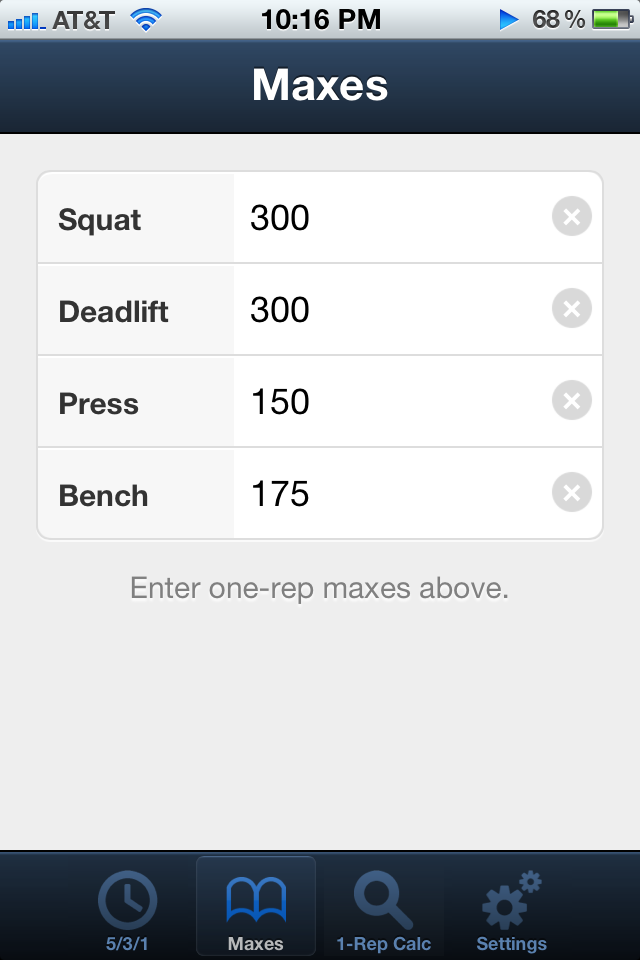 AT&T 10:16 PM 68 %
Maxes
Squat 300
Deadlift 300
Press 150
Bench 175
Enter one-rep maxes above.
5/3/1 Maxes 1-Rep Calc Settings